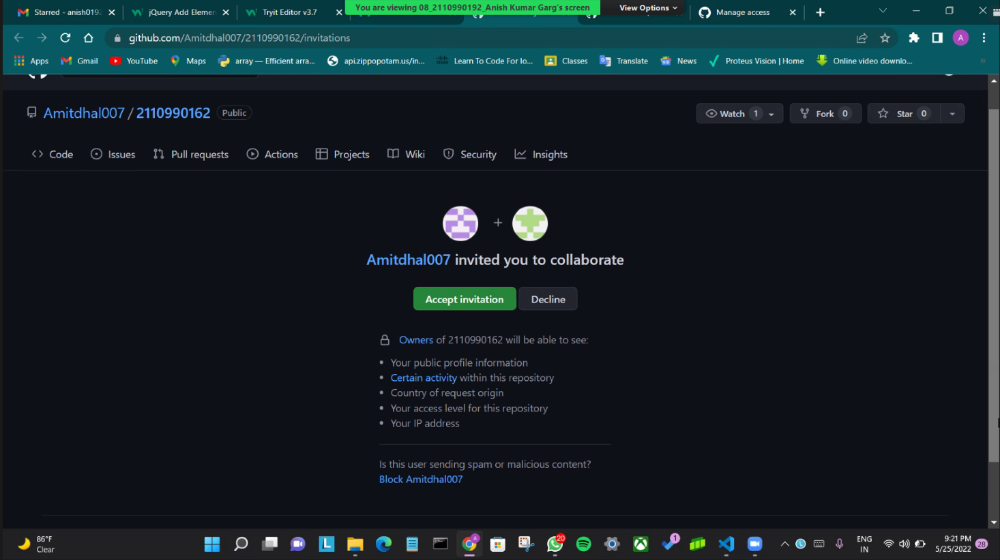 Starred - anish0192
jQuery Add Elemen
Tryit Editor v3.7
You are viewing 08_2110990192_Anish Kumar Garg's screen
View Options
Manage access
github.com/Amitdhal007/2110990162/invitations
A
Apps
Gmail
YouTube
Maps
array — Efficient arra...
api.zippopotam.us/in...
Learn To Code For Io...
Classes
Translate
News
Proteus Vision | Home
Online video downlo...
»
Amitdhal007 / 2110990162
Public
Watch 1
Fork 0
Star 0
Code
Issues
Pull requests
Actions
Projects
Wiki
Security
Insights
+
Amitdhal007 invited you to collaborate
Accept invitation
Decline
Owners of 2110990162 will be able to see:
• Your public profile information
• Certain activity within this repository
• Country of request origin
• Your access level for this repository
• Your IP address
Is this user sending spam or malicious content?
Block Amitdhal007
86°F
Clear
L
A
20
1
L
ENG
IN
9:21 PM
5/25/2022
28